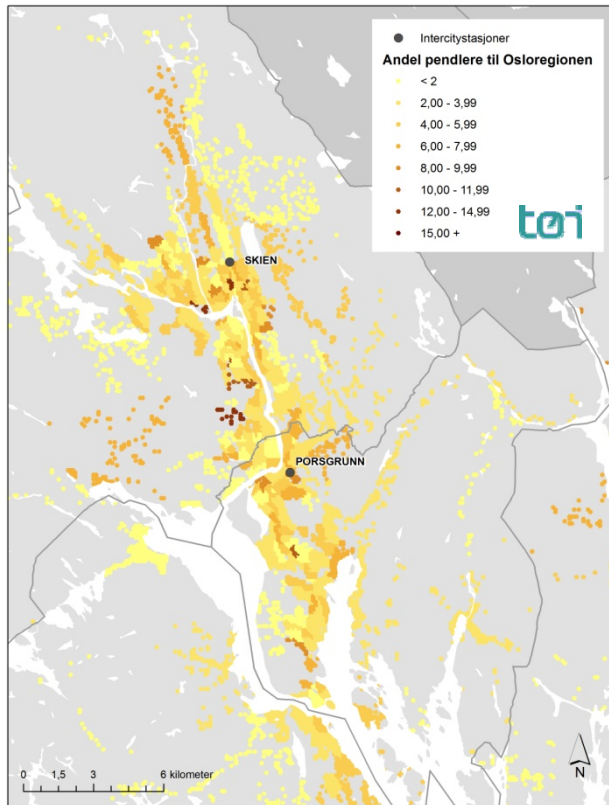 Intercitystasjoner
Andel pendlere til Osloregionen
< 2
2,00 - 3,99
4,00 - 5,99
6,00 - 7,99
8,00 - 9,99
10,00 - 11,99
12,00 - 14,99
15,00 +
tøi
SKIEN
PORSGRUNN
0 1,5 3 6 kilometer
N